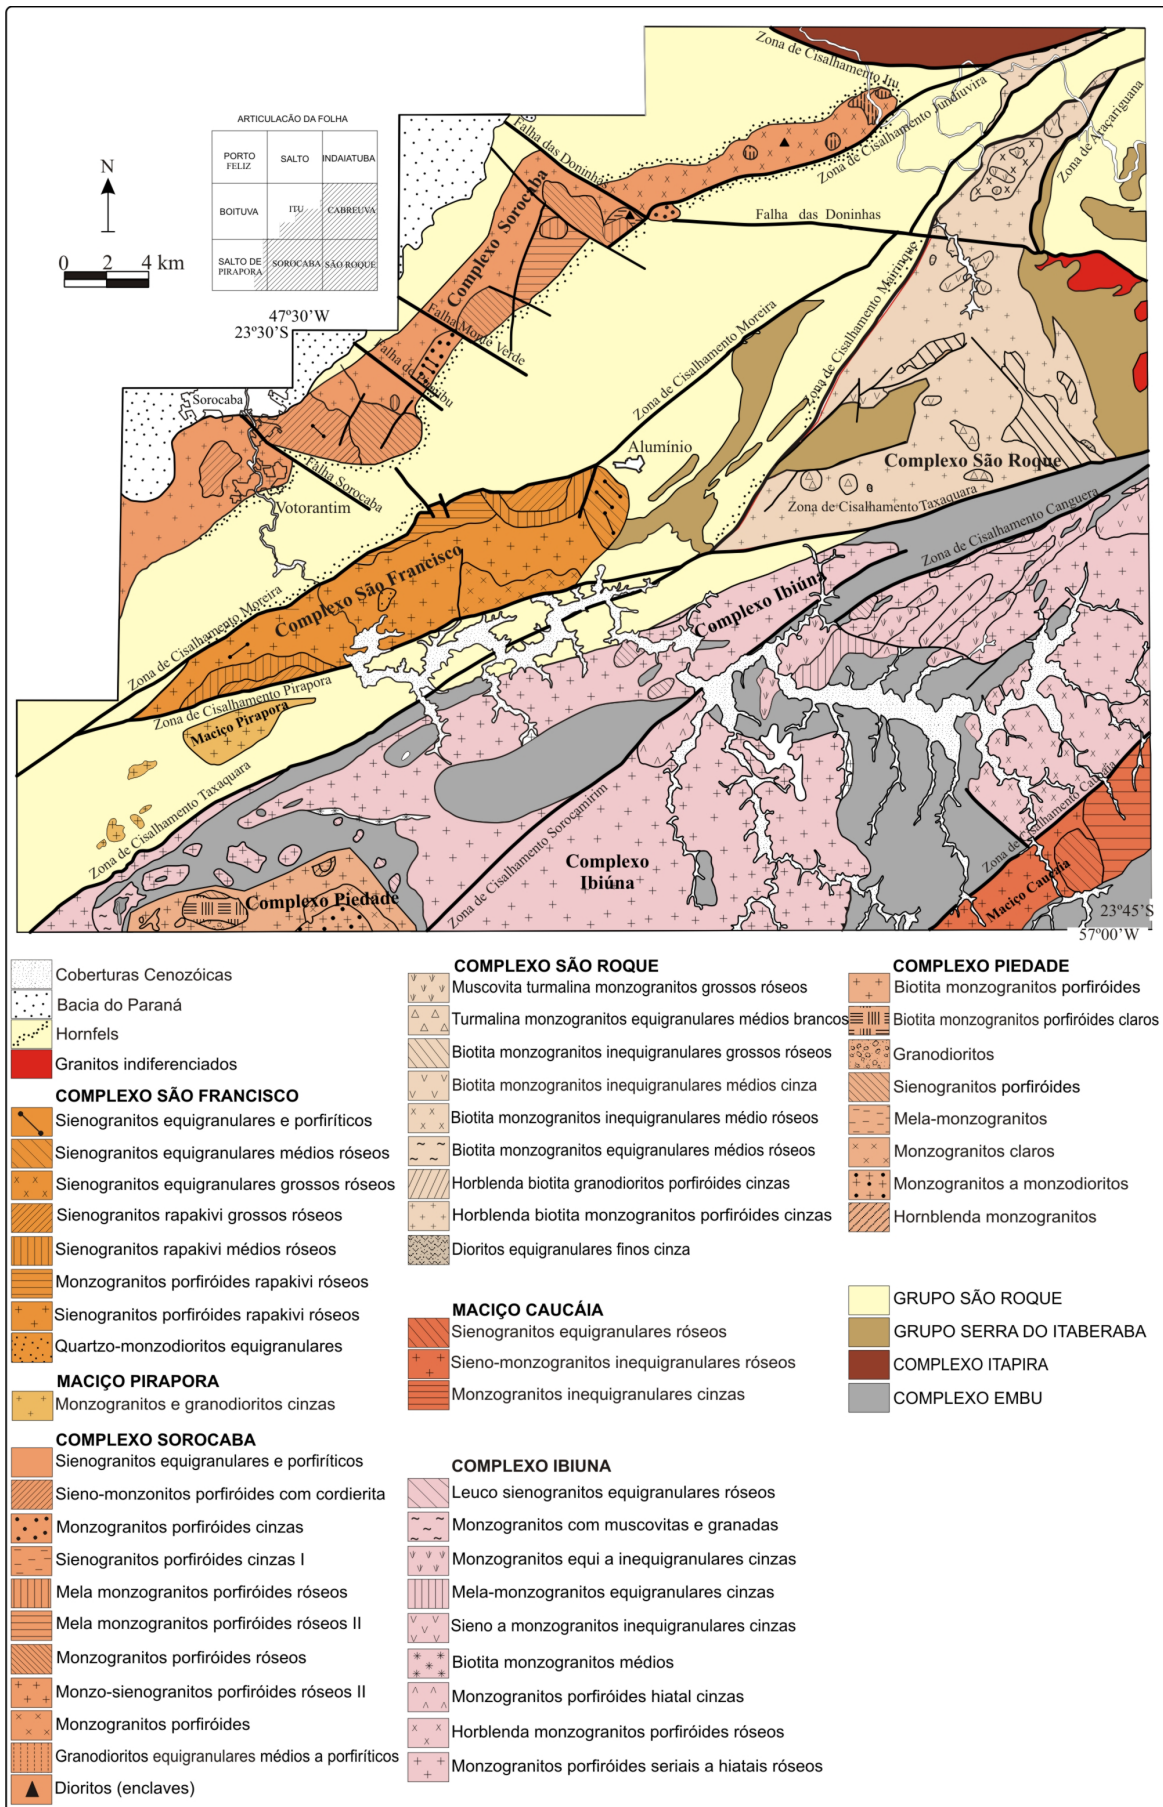 Zona de Cisalhamento Itu
Zona de Cisalhamento Jundiuvira
Zona de Araçariguana
ARTICULAÇÃO DA FOLHA
PORTO
FELIZ
SALTO
INDAIATUBA
BOITUVA
ITU
CABREUVA
SALTO DE
PIRAPORA
SOROCABA
SÃO ROQUE
N
0 2 4 km
47º30'W
23º30'S
Falha das Doninhas
Complexo Sorocaba
Falha das Doninhas
Falha Monte Verde
Zona de Cisalhamento Moreira
Zona de Cisalhamento Mairinque
Sorocaba
Falha Sorocaba
Votorantim
Alumínio
Complexo São Roque
Zona de Cisalhamento Taxaquara
Zona de Cisalhamento Canguera
Complexo São Francisco
Complexo Ibiúna
Zona de Cisalhamento Moreira
Zona de Cisalhamento Pirapora
Maciço Pirapora
Zona de Cisalhamento Taxaquara
Zona de Cisalhamento Sorocamirim
Complexo
Ibiúna
Complexo Piedade
Zona de Cisalhamento Caucáia
Maciço Caucáia
23º45'S
57º00'W
Coberturas Cenozóicas
Bacia do Paraná
Hornfels
Granitos indiferenciados
COMPLEXO SÃO FRANCISCO
Sienogranitos equigranulares e porfiríticos
Sienogranitos equigranulares médios róseos
Sienogranitos equigranulares grossos róseos
Sienogranitos rapakivi grossos róseos
Sienogranitos rapakivi médios róseos
Monzogranitos porfiróides rapakivi róseos
Sienogranitos porfiróides rapakivi róseos
Quartzo-monzodioritos equigranulares
MACIÇO PIRAPORA
Monzogranitos e granodioritos cinzas
COMPLEXO SOROCABA
Sienogranitos equigranulares e porfiríticos
Sieno-monzonitos porfiróides com cordierita
Monzogranitos porfiróides cinzas
Sienogranitos porfiróides cinzas I
Mela monzogranitos porfiróides róseos
Mela monzogranitos porfiróides róseos II
Monzogranitos porfiróides róseos
Monzo-sienogranitos porfiróides róseos II
Monzogranitos porfiróides
Granodioritos equigranulares médios a porfiríticos
Dioritos (enclaves)
COMPLEXO SÃO ROQUE
Muscovita turmalina monzogranitos grossos róseos
Turmalina monzogranitos equigranulares médios brancos
Biotita monzogranitos inequigranulares grossos róseos
Biotita monzogranitos inequigranulares médios cinza
Biotita monzogranitos inequigranulares médio róseos
Biotita monzogranitos equigranulares médios róseos
Horblenda biotita granodioritos porfiróides cinzas
Horblenda biotita monzogranitos porfiróides cinzas
Dioritos equigranulares finos cinza
MACIÇO CAUCÁIA
Sienogranitos equigranulares róseos
Sieno-monzogranitos inequigranulares róseos
Monzogranitos inequigranulares cinzas
COMPLEXO IBIUNA
Leuco sienogranitos equigranulares róseos
Monzogranitos com muscovitas e granadas
Monzogranitos equi a inequigranulares cinzas
Mela-monzogranitos equigranulares cinzas
Sieno a monzogranitos inequigranulares cinzas
Biotita monzogranitos médios
Monzogranitos porfiróides hiatal cinzas
Horblenda monzogranitos porfiróides róseos
Monzogranitos porfiróides seriais a hiatais róseos
COMPLEXO PIEDADE
Biotita monzogranitos porfiróides
Biotita monzogranitos porfiróides claros
Granodioritos
Sienogranitos porfiróides
Mela-monzogranitos
Monzogranitos claros
Monzogranitos a monzodioritos
Hornblenda monzogranitos
GRUPO SÃO ROQUE
GRUPO SERRA DO ITABERABA
COMPLEXO ITAPIRA
COMPLEXO EMBU